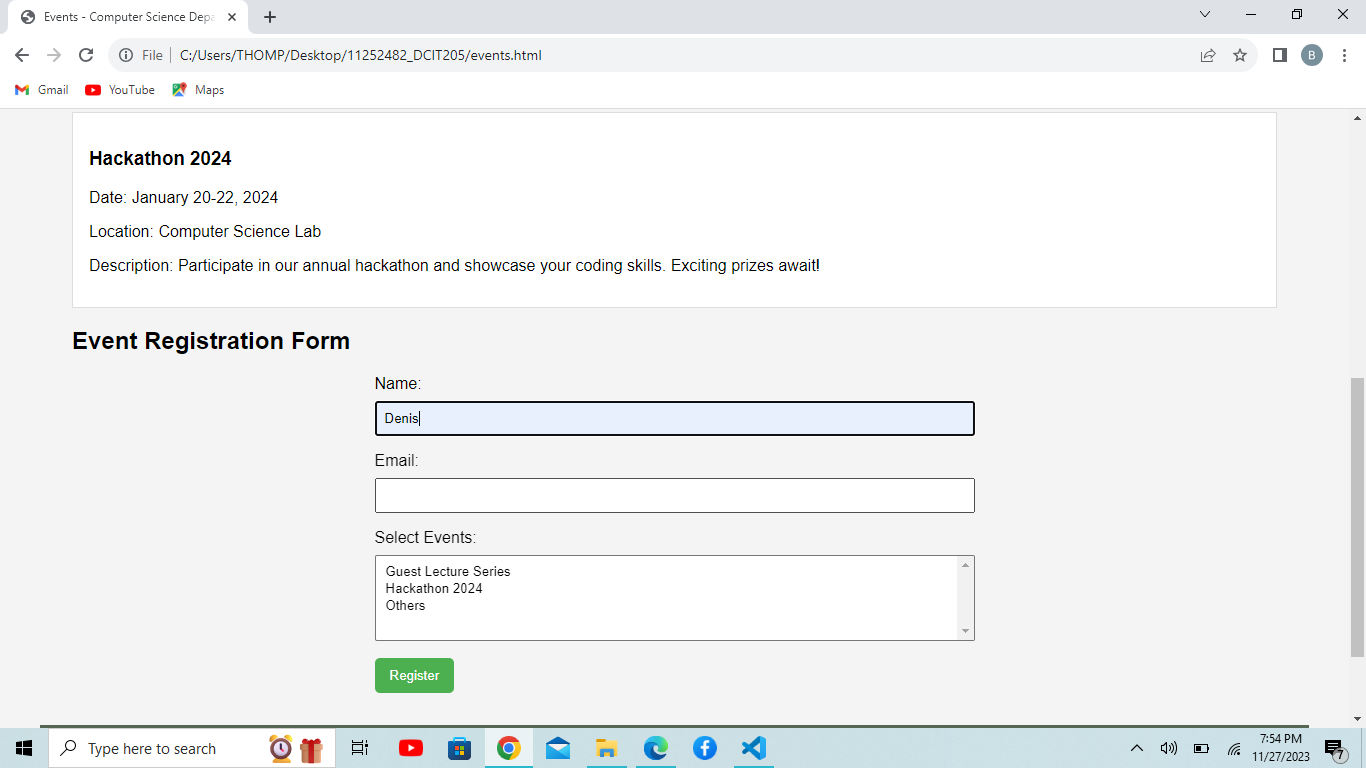 Events - Computer Science Depa
File
C:/Users/THOMP/Desktop/11252482_DCIT205/events.html
B
Gmail
YouTube
Maps
Hackathon 2024
Date: January 20-22, 2024
Location: Computer Science Lab
Description: Participate in our annual hackathon and showcase your coding skills. Exciting prizes await!
Event Registration Form
Name:
Denis
Email:
Select Events:
Guest Lecture Series
Hackathon 2024
Others
Register
Type here to search
7:54 PM
11/27/2023
7